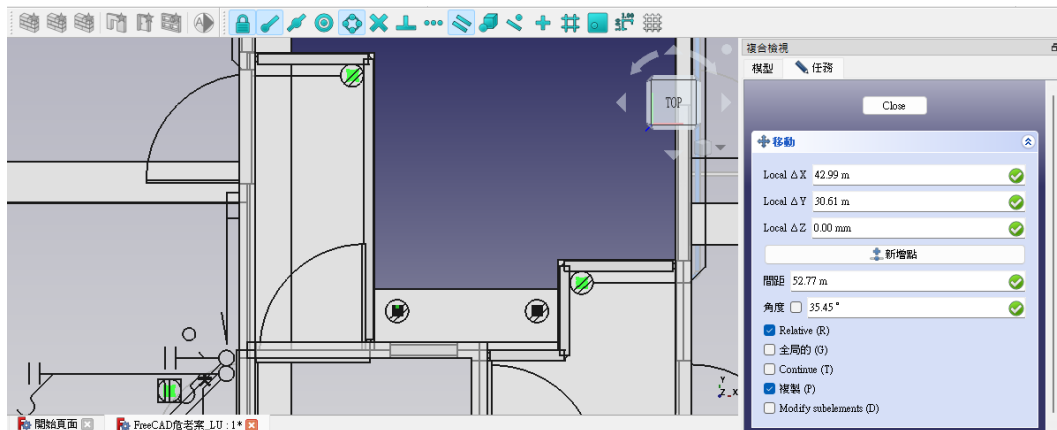 複合檢視
模型
任務
TOP
Close
移動
Local △X 42.99 m
Local △Y 30.61 m
Local △Z 0.00 mm
新增點
間距 52.77 m
角度 35.45°
Relative (R)
全局的 (G)
Continue (T)
複製 (P)
Modify subelements (D)
Y
Z
X
開始頁面
FreeCAD危老案_LU : 1*